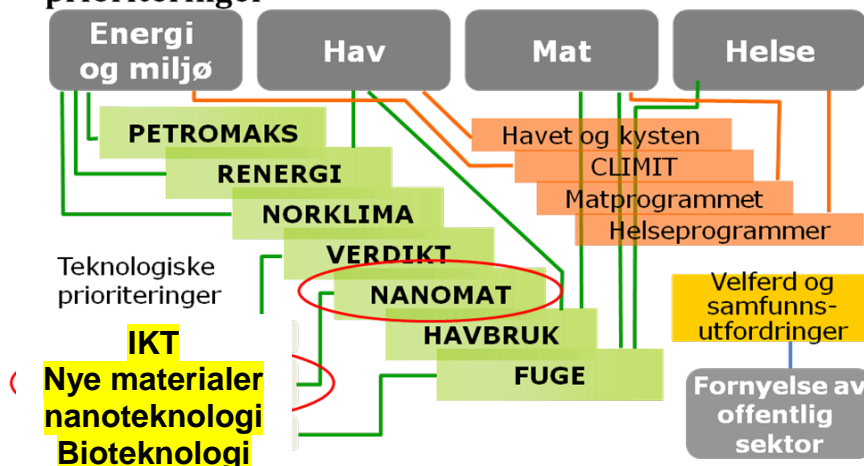 prioriteringer
Energi
og miljø
Hav
Mat
Helse
PETROMAKS
RENERGI
NORKLIMA
VERDIKT
NANOMAT
HAVBRUK
FUGE
Havet og kysten
CLIMIT
Matprogrammet
Helseprogrammer
Teknologiske
prioriteringer
IKT
Nye materialer
nanoteknologi
Bioteknologi
Velferd og
samfunns-
utfordringer
Fornyelse av
offentlig
sektor